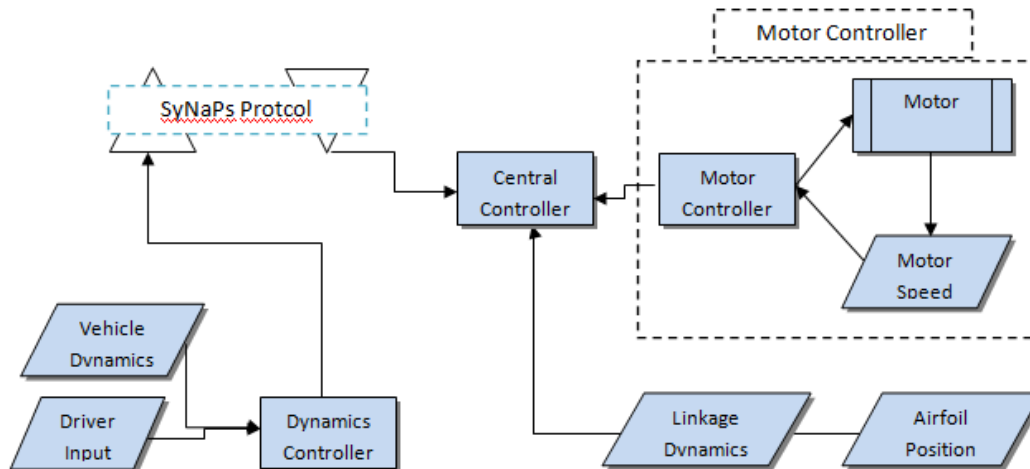 Motor Controller
SyNaPs Protcol
Motor
Central
Controller
Motor
Controller
Motor
Speed
Vehicle
Dynamics
Driver
Input
Dynamics
Controller
Linkage
Dynamics
Airfoil
Position